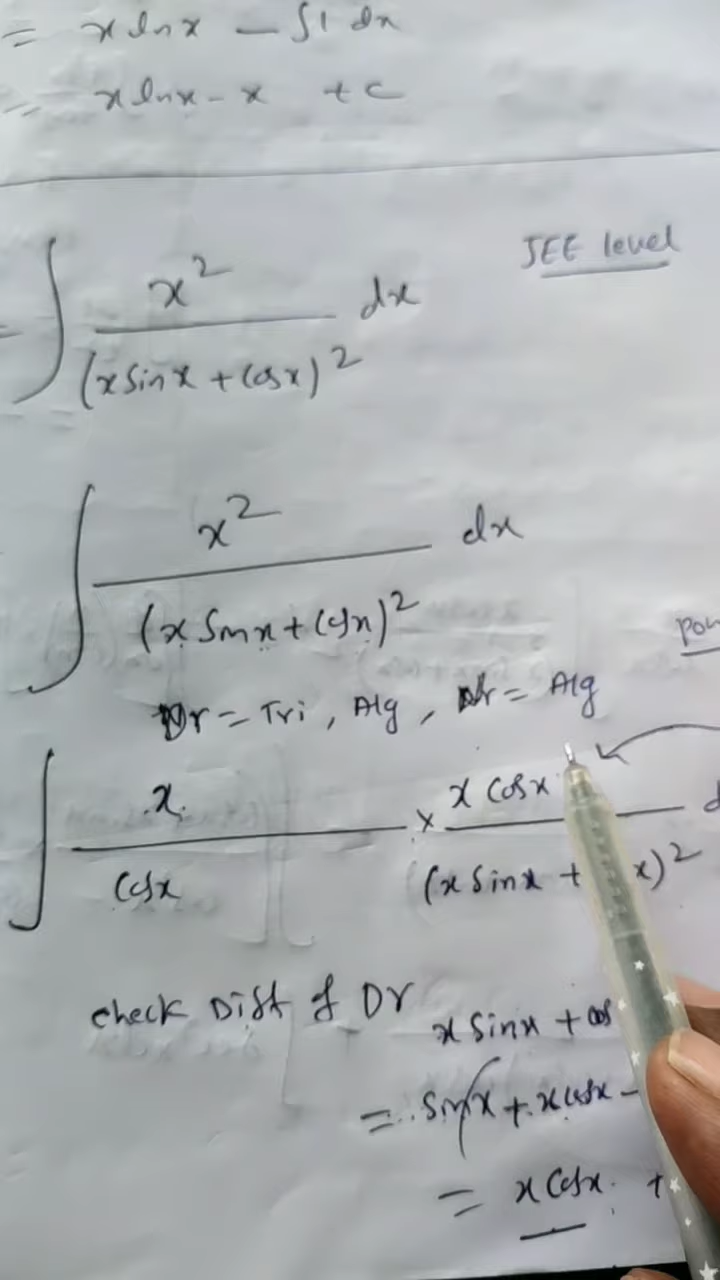 = x ln x - ∫1 dx
= x ln x - x + c
JEE level
∫ x² / (x sin x + cos x)² dx
∫ x² / (x sin x + cos x)² dx
Dr = Tri, Alg, Nr = Alg
∫ x / cos x × x cos x / (x sin x + x)² d
check Diff of Dr
x sin x + cos
= sin x + x cos x -
= x cos x +